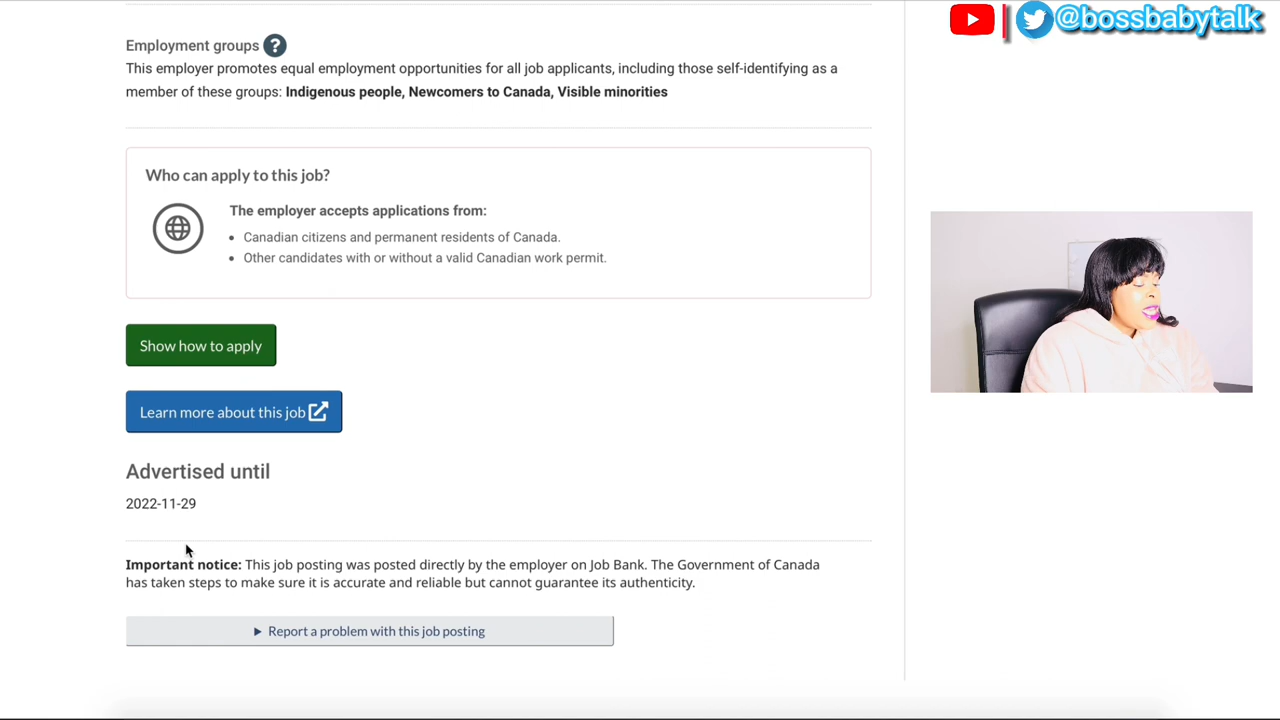 @bossbabytalk
Employment groups ?
This employer promotes equal employment opportunities for all job applicants, including those self-identifying as a
member of these groups: Indigenous people, Newcomers to Canada, Visible minorities
Who can apply to this job?
The employer accepts applications from:
• Canadian citizens and permanent residents of Canada.
• Other candidates with or without a valid Canadian work permit.
Show how to apply
Learn more about this job
Advertised until
2022-11-29
Important notice: This job posting was posted directly by the employer on Job Bank. The Government of Canada
has taken steps to make sure it is accurate and reliable but cannot guarantee its authenticity.
Report a problem with this job posting